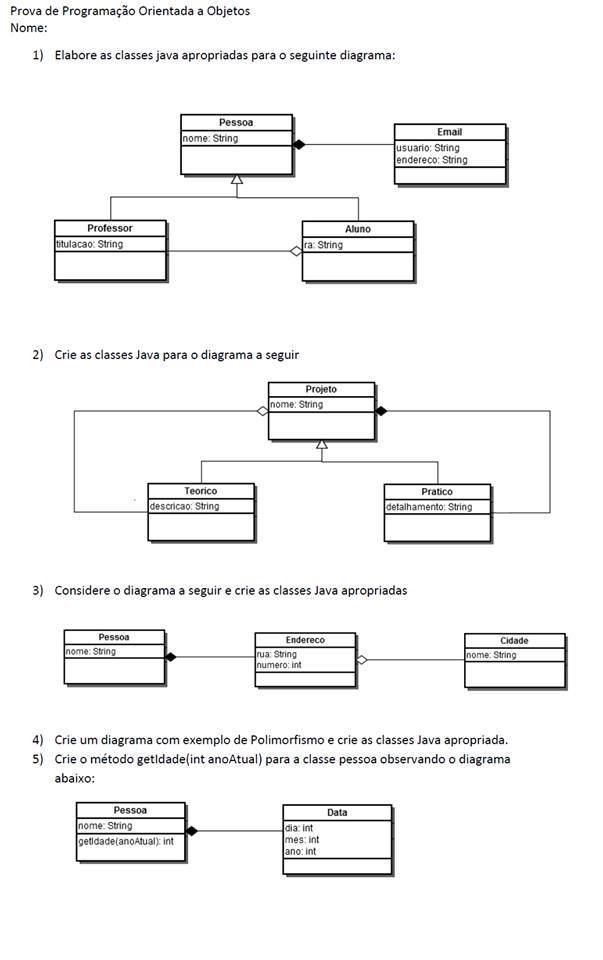 Prova de Programação Orientada a Objetos
Nome:
1) Elabore as classes java apropriadas para o seguinte diagrama:
Pessoa
nome: String
Email
usuario: String
endereco: String
Professor
titulacao: String
Aluno
ra: String
2) Crie as classes Java para o diagrama a seguir
Projeto
nome: String
Teorico
descricao: String
Pratico
detalhamento: String
3) Considere o diagrama a seguir e crie as classes Java apropriadas
Pessoa
nome: String
Endereco
rua: String
numero: int
Cidade
nome: String
4) Crie um diagrama com exemplo de Polimorfismo e crie as classes Java apropriada.
5) Crie o método getIdade(int anoAtual) para a classe pessoa observando o diagrama
abaixo:
Pessoa
nome: String
getIdade(anoAtual): int
Data
dia: int
mes: int
ano: int